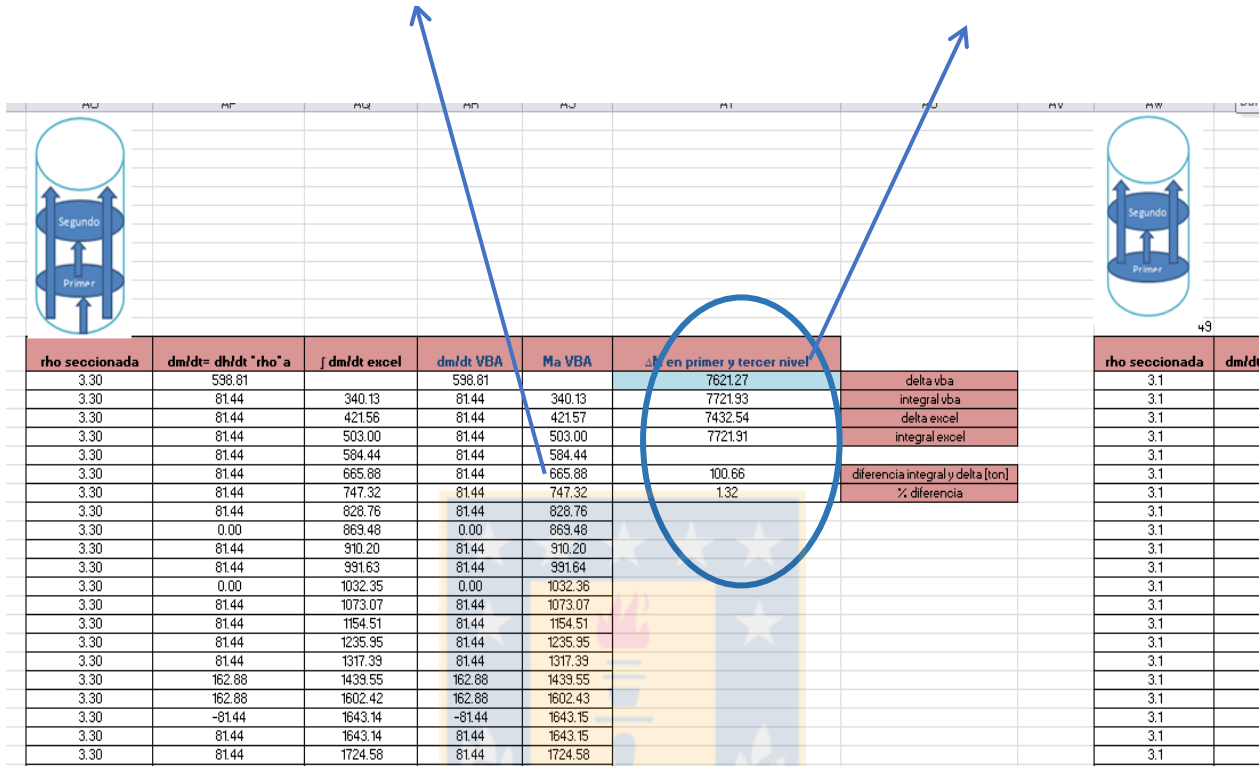 Segundo
Primer
Segundo
Primer
49
rho seccionada dm/dt= dh/dt *rho*a ∫ dm/dt excel dm/dt VBA Ma VBA ΔM en primer y tercer nivel rho seccionada dm/dt
3.30 598.81 598.81 7621.27 delta vba 3.1
3.30 81.44 340.13 81.44 340.13 7721.93 integral vba 3.1
3.30 81.44 421.56 81.44 421.57 7432.54 delta excel 3.1
3.30 81.44 503.00 81.44 503.00 7721.91 integral excel 3.1
3.30 81.44 584.44 81.44 584.44 3.1
3.30 81.44 665.88 81.44 665.88 100.66 diferencia integral y delta [ton] 3.1
3.30 81.44 747.32 81.44 747.32 1.32 % diferencia 3.1
3.30 81.44 828.76 81.44 828.76 3.1
3.30 0.00 869.48 0.00 869.48 3.1
3.30 81.44 910.20 81.44 910.20 3.1
3.30 81.44 991.63 81.44 991.64 3.1
3.30 0.00 1032.35 0.00 1032.36 3.1
3.30 81.44 1073.07 81.44 1073.07 3.1
3.30 81.44 1154.51 81.44 1154.51 3.1
3.30 81.44 1235.95 81.44 1235.95 3.1
3.30 81.44 1317.39 81.44 1317.39 3.1
3.30 162.88 1439.55 162.88 1439.55 3.1
3.30 162.88 1602.42 162.88 1602.43 3.1
3.30 -81.44 1643.14 -81.44 1643.15 3.1
3.30 81.44 1643.14 81.44 1643.15 3.1
3.30 81.44 1724.58 81.44 1724.58 3.1